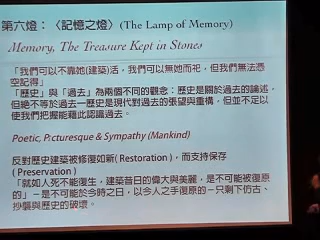 第六燈：〈記憶之燈〉(The Lamp of Memory)
Memory, The Treasure Kept in Stones
「我們可以不靠她(建築)活，我們可以無她而祀，但我們無法憑
空記得」
「歷史」與「過去」為兩個不同的觀念：歷史是關於過去的論述，
但絕不等於過去－歷史是現代對過去的張望與重構，但並不足以
使我們把握能藉此認識過去。
Poetic, Picturesque & Sympathy (Mankind)
反對歷史建築被修復如新( Restoration )，而支持保存
( Preservation )
「就如人死不能復生，建築昔日的偉大與美麗，是不可能被復原
的」－是不可能於今時之日，以今人之手復原的－只剩下仿古、
抄襲與歷史的破壞。